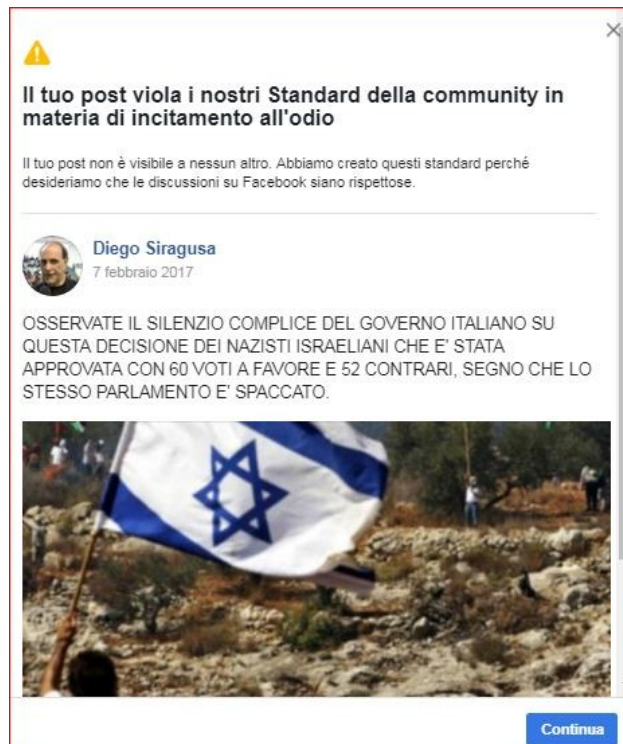 Il tuo post viola i nostri Standard della community in
materia di incitamento all'odio
Il tuo post non è visibile a nessun altro. Abbiamo creato questi standard perché
desideriamo che le discussioni su Facebook siano rispettose.
Diego Siragusa
7 febbraio 2017
OSSERVATE IL SILENZIO COMPLICE DEL GOVERNO ITALIANO SU
QUESTA DECISIONE DEI NAZISTI ISRAELIANI CHE E' STATA
APPROVATA CON 60 VOTI A FAVORE E 52 CONTRARI, SEGNO CHE LO
STESSO PARLAMENTO E' SPACCATO.
Continua